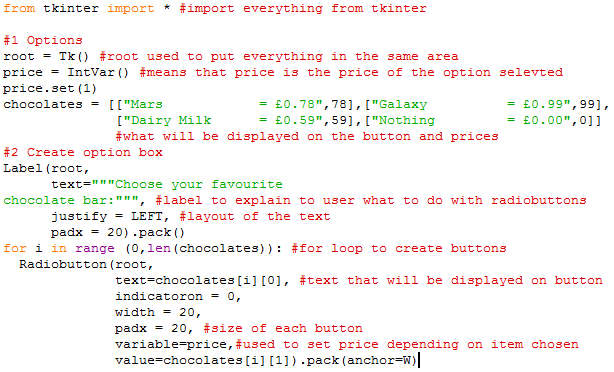 from tkinter import * #import everything from tkinter
#1 Options
root = Tk() #root used to put everything in the same area
price = IntVar() #means that price is the price of the option selevted
price.set(1)
chocolates = [["Mars            = £0.78",78],["Galaxy          = £0.99",99],
              ["Dairy Milk      = £0.59",59],["Nothing         = £0.00",0]]
              #what will be displayed on the button and prices
#2 Create option box
Label(root,
      text="""Choose your favourite
chocolate bar:""", #label to explain to user what to do with radiobuttons
      justify = LEFT, #layout of the text
      padx = 20).pack()
for i in range (0,len(chocolates)): #for loop to create buttons
  Radiobutton(root,
              text=chocolates[i][0], #text that will be displayed on button
              indicatoron = 0,
              width = 20,
              padx = 20, #size of each button
              variable=price,#used to set price depending on item chosen
              value=chocolates[i][1]).pack(anchor=W)